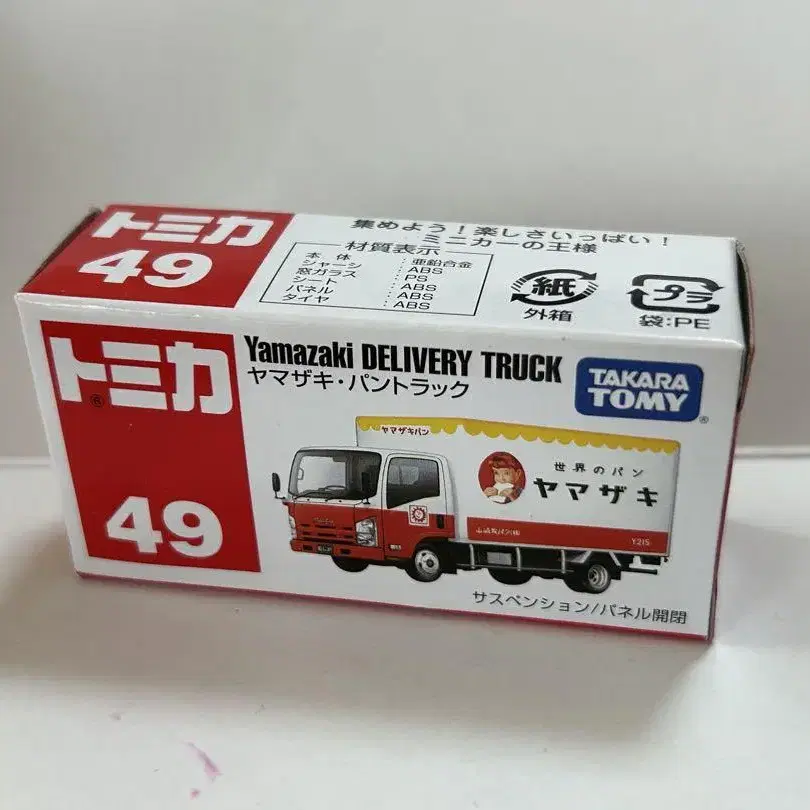 トミカ
49
集めよう!楽しさいっぱい!
ミニカーの王様
材質表示
本体:亜鉛合金
シャーシ:ABS
窓ガラス:PS
シート:ABS
パネル:ABS
タイヤ
紙
外箱
プラ
袋:PE
トミカ®
49
Yamazaki DELIVERY TRUCK
ヤマザキ・パントラック
TAKARA
TOMY®
ヤマザキパン
世界のパン
ヤマザキ
Y215
サスペンション/パネル開閉